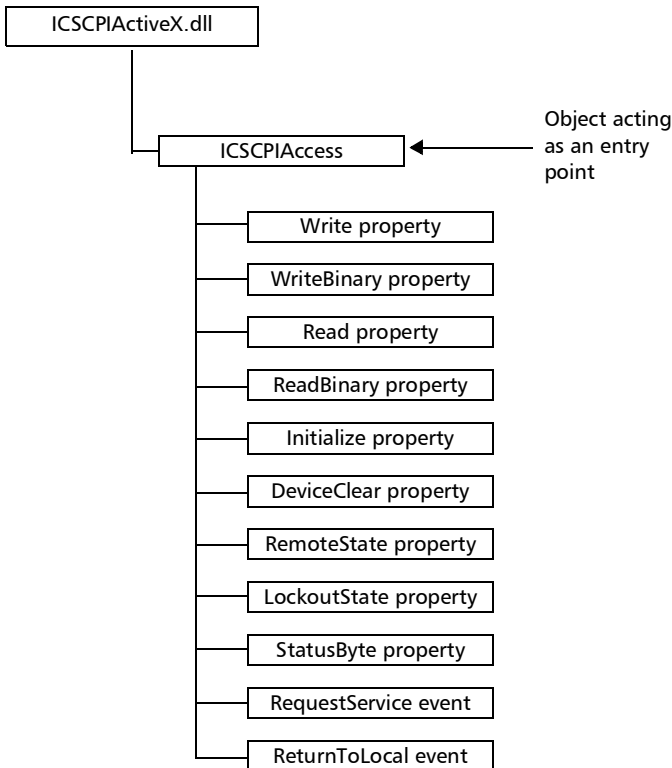 ICSCPIActiveX.dll
Object acting
as an entry
point
ICSCPIAccess
Write property
WriteBinary property
Read property
ReadBinary property
Initialize property
DeviceClear property
RemoteState property
LockoutState property
StatusByte property
RequestService event
ReturnToLocal event